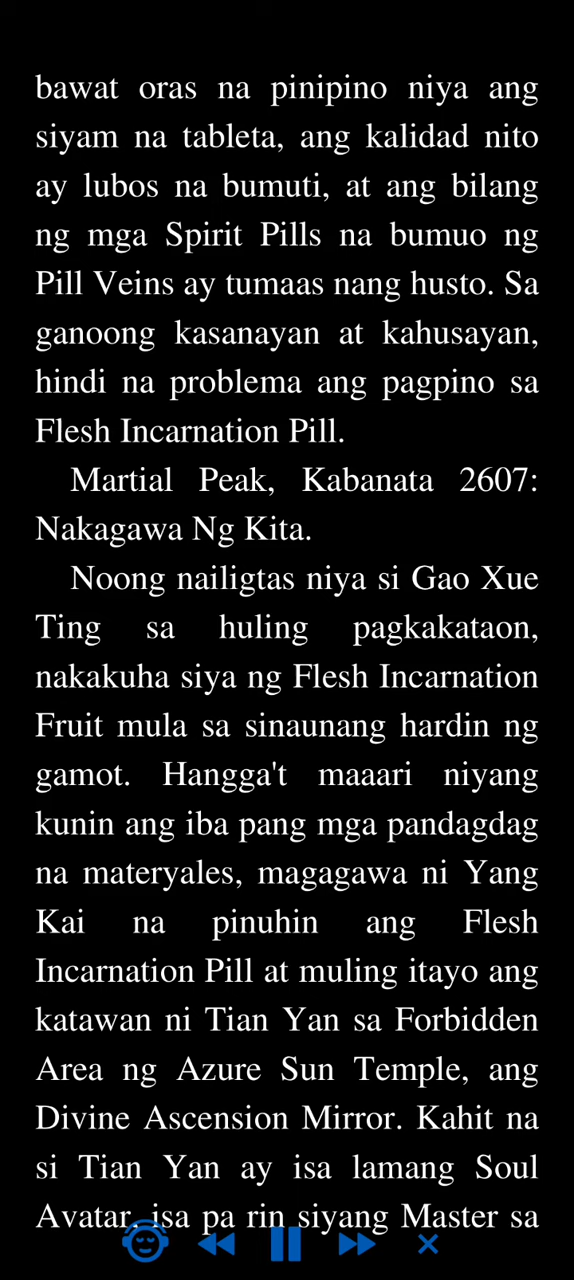 bawat oras na pinipino niya ang
siyam na tableta, ang kalidad nito
ay lubos na bumuti, at ang bilang
ng mga Spirit Pills na bumuo ng
Pill Veins ay tumaas nang husto. Sa
ganoong kasanayan at kahusayan,
hindi na problema ang pagpino sa
Flesh Incarnation Pill.
Martial Peak, Kabanata 2607:
Nakagawa Ng Kita.
Noong nailigtas niya si Gao Xue
Ting sa huling pagkakataon,
nakakuha siya ng Flesh Incarnation
Fruit mula sa sinaunang hardin ng
gamot. Hangga't maaari niyang
kunin ang iba pang mga pandagdag
na materyales, magagawa ni Yang
Kai na pinuhin ang Flesh
Incarnation Pill at muling itayo ang
katawan ni Tian Yan sa Forbidden
Area ng Azure Sun Temple, ang
Divine Ascension Mirror. Kahit na
si Tian Yan ay isa lamang Soul
Avatar, isa pa rin siyang Master sa